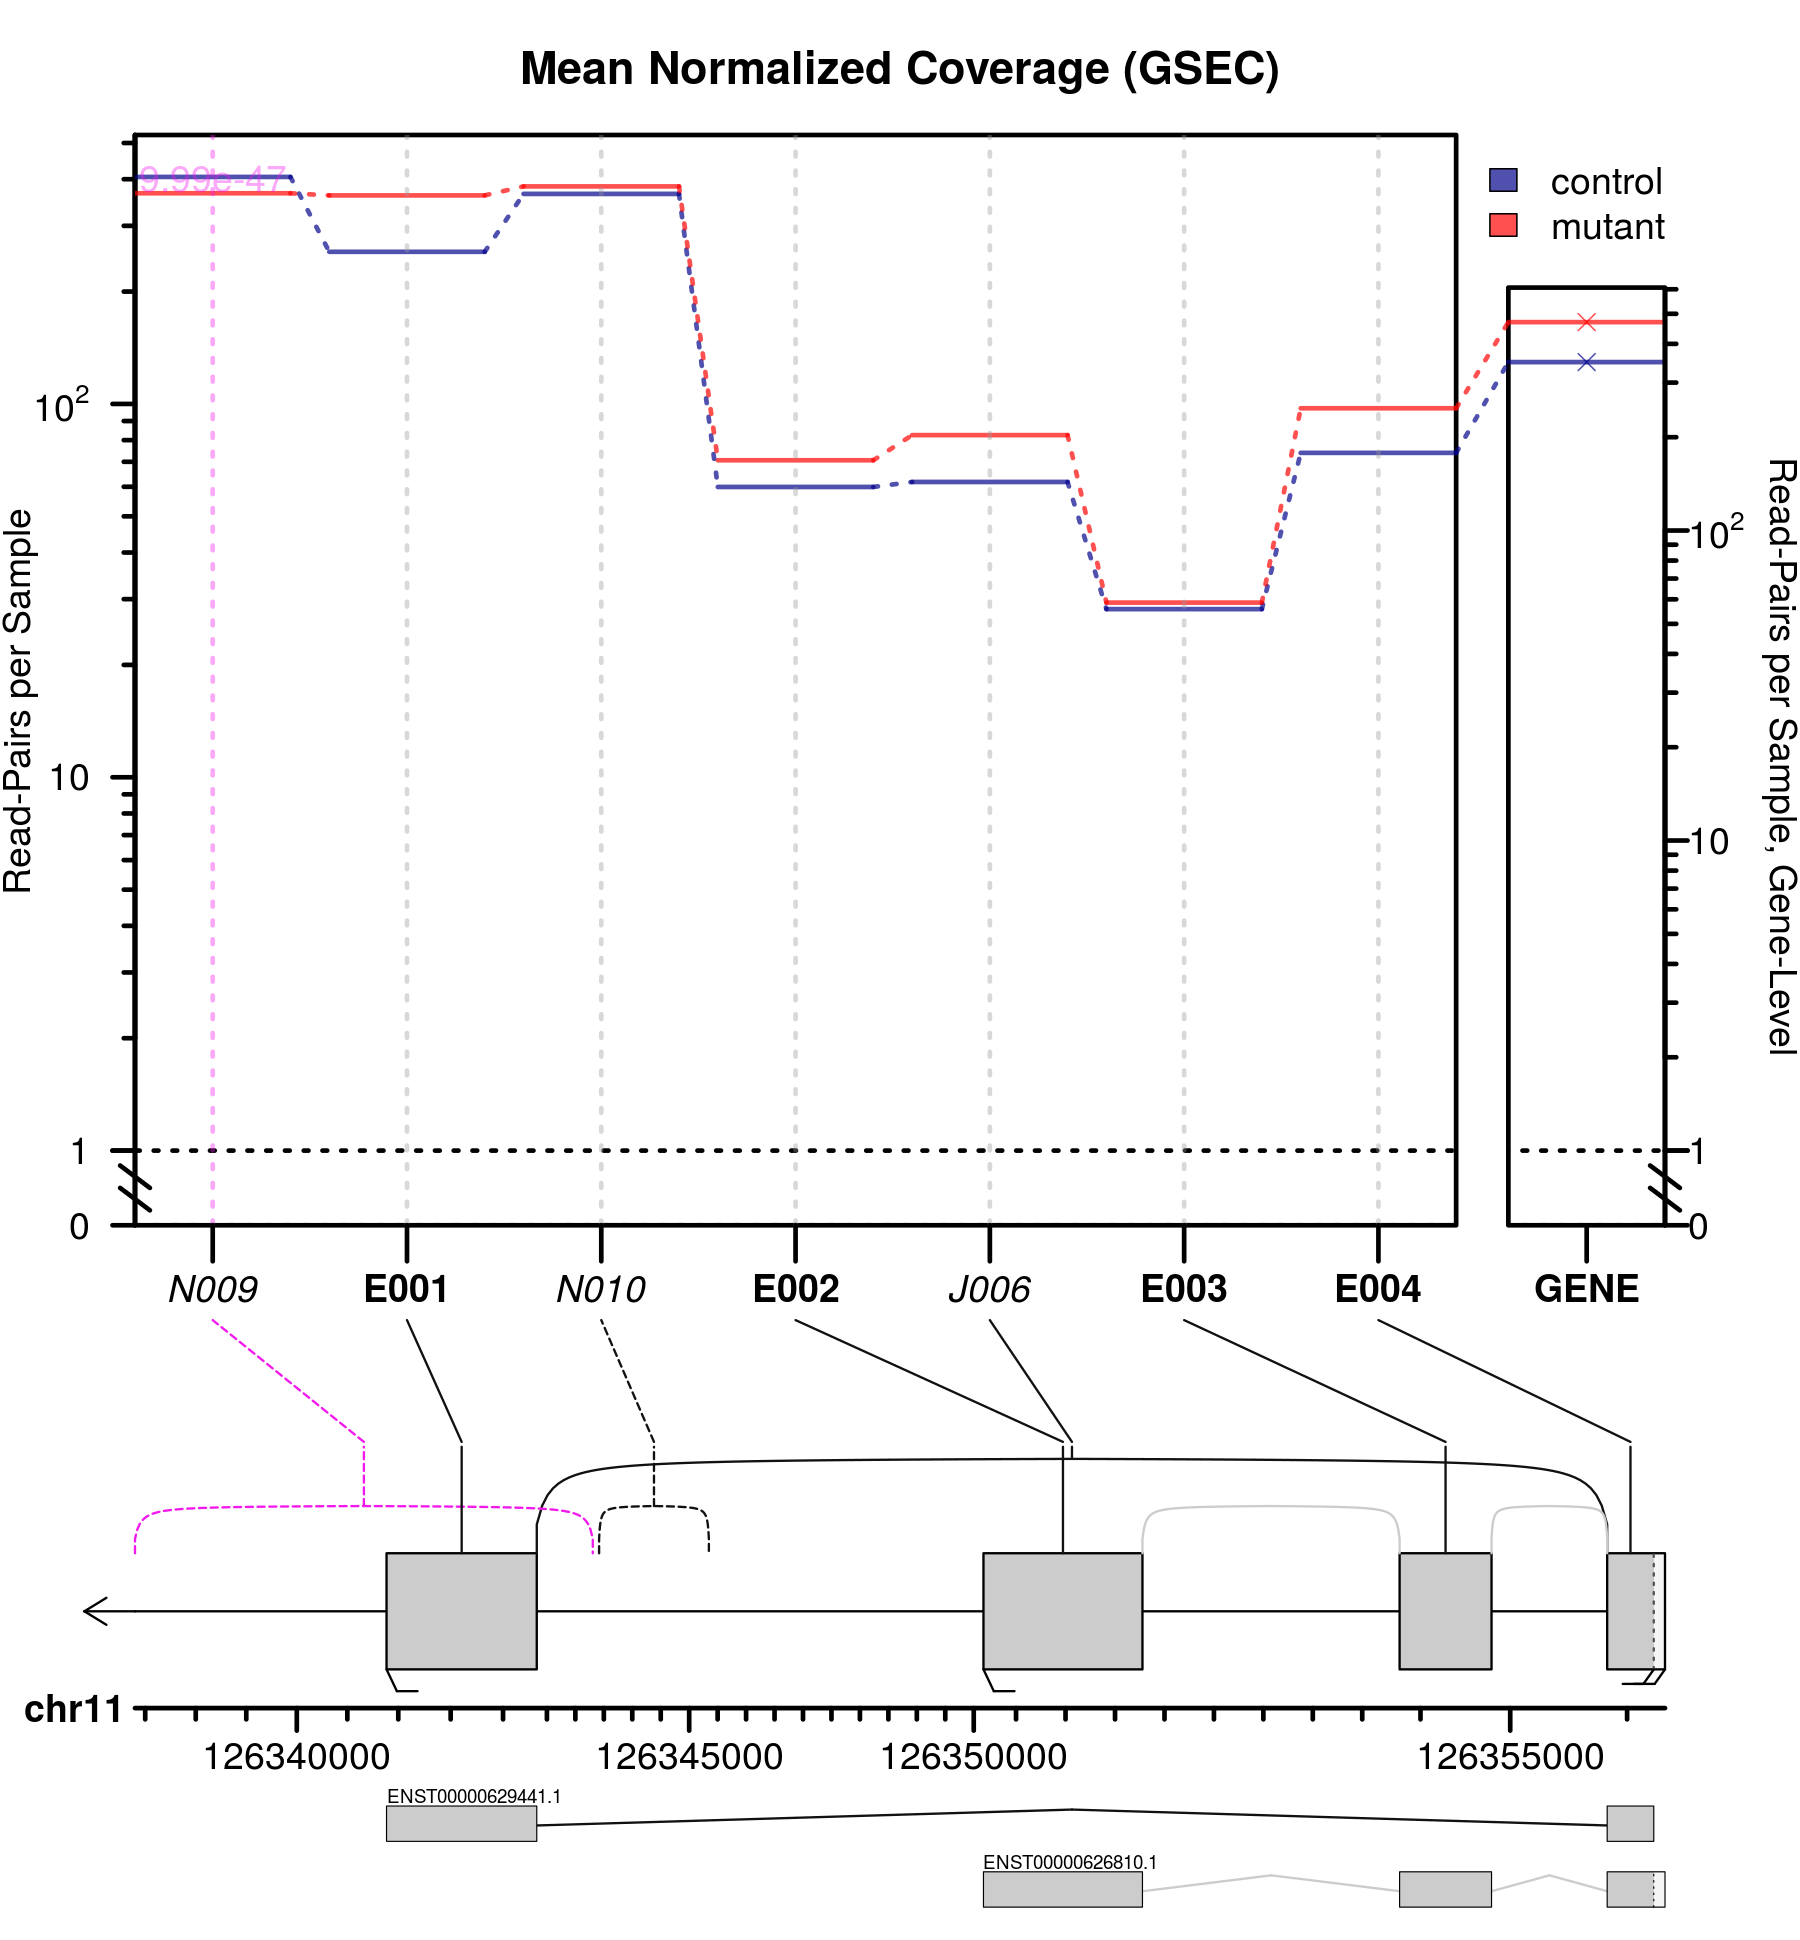 Mean Normalized Coverage (GSEC)
9.99e-47
control
mutant
Read-Pairs per Sample
10²
10
1
0
Read-Pairs per Sample, Gene-Level
10²
10
1
0
N009 E001 N010 E002 J006 E003 E004 GENE
chr11
126340000 126345000 126350000 126355000
ENST00000629441.1
ENST00000626810.1